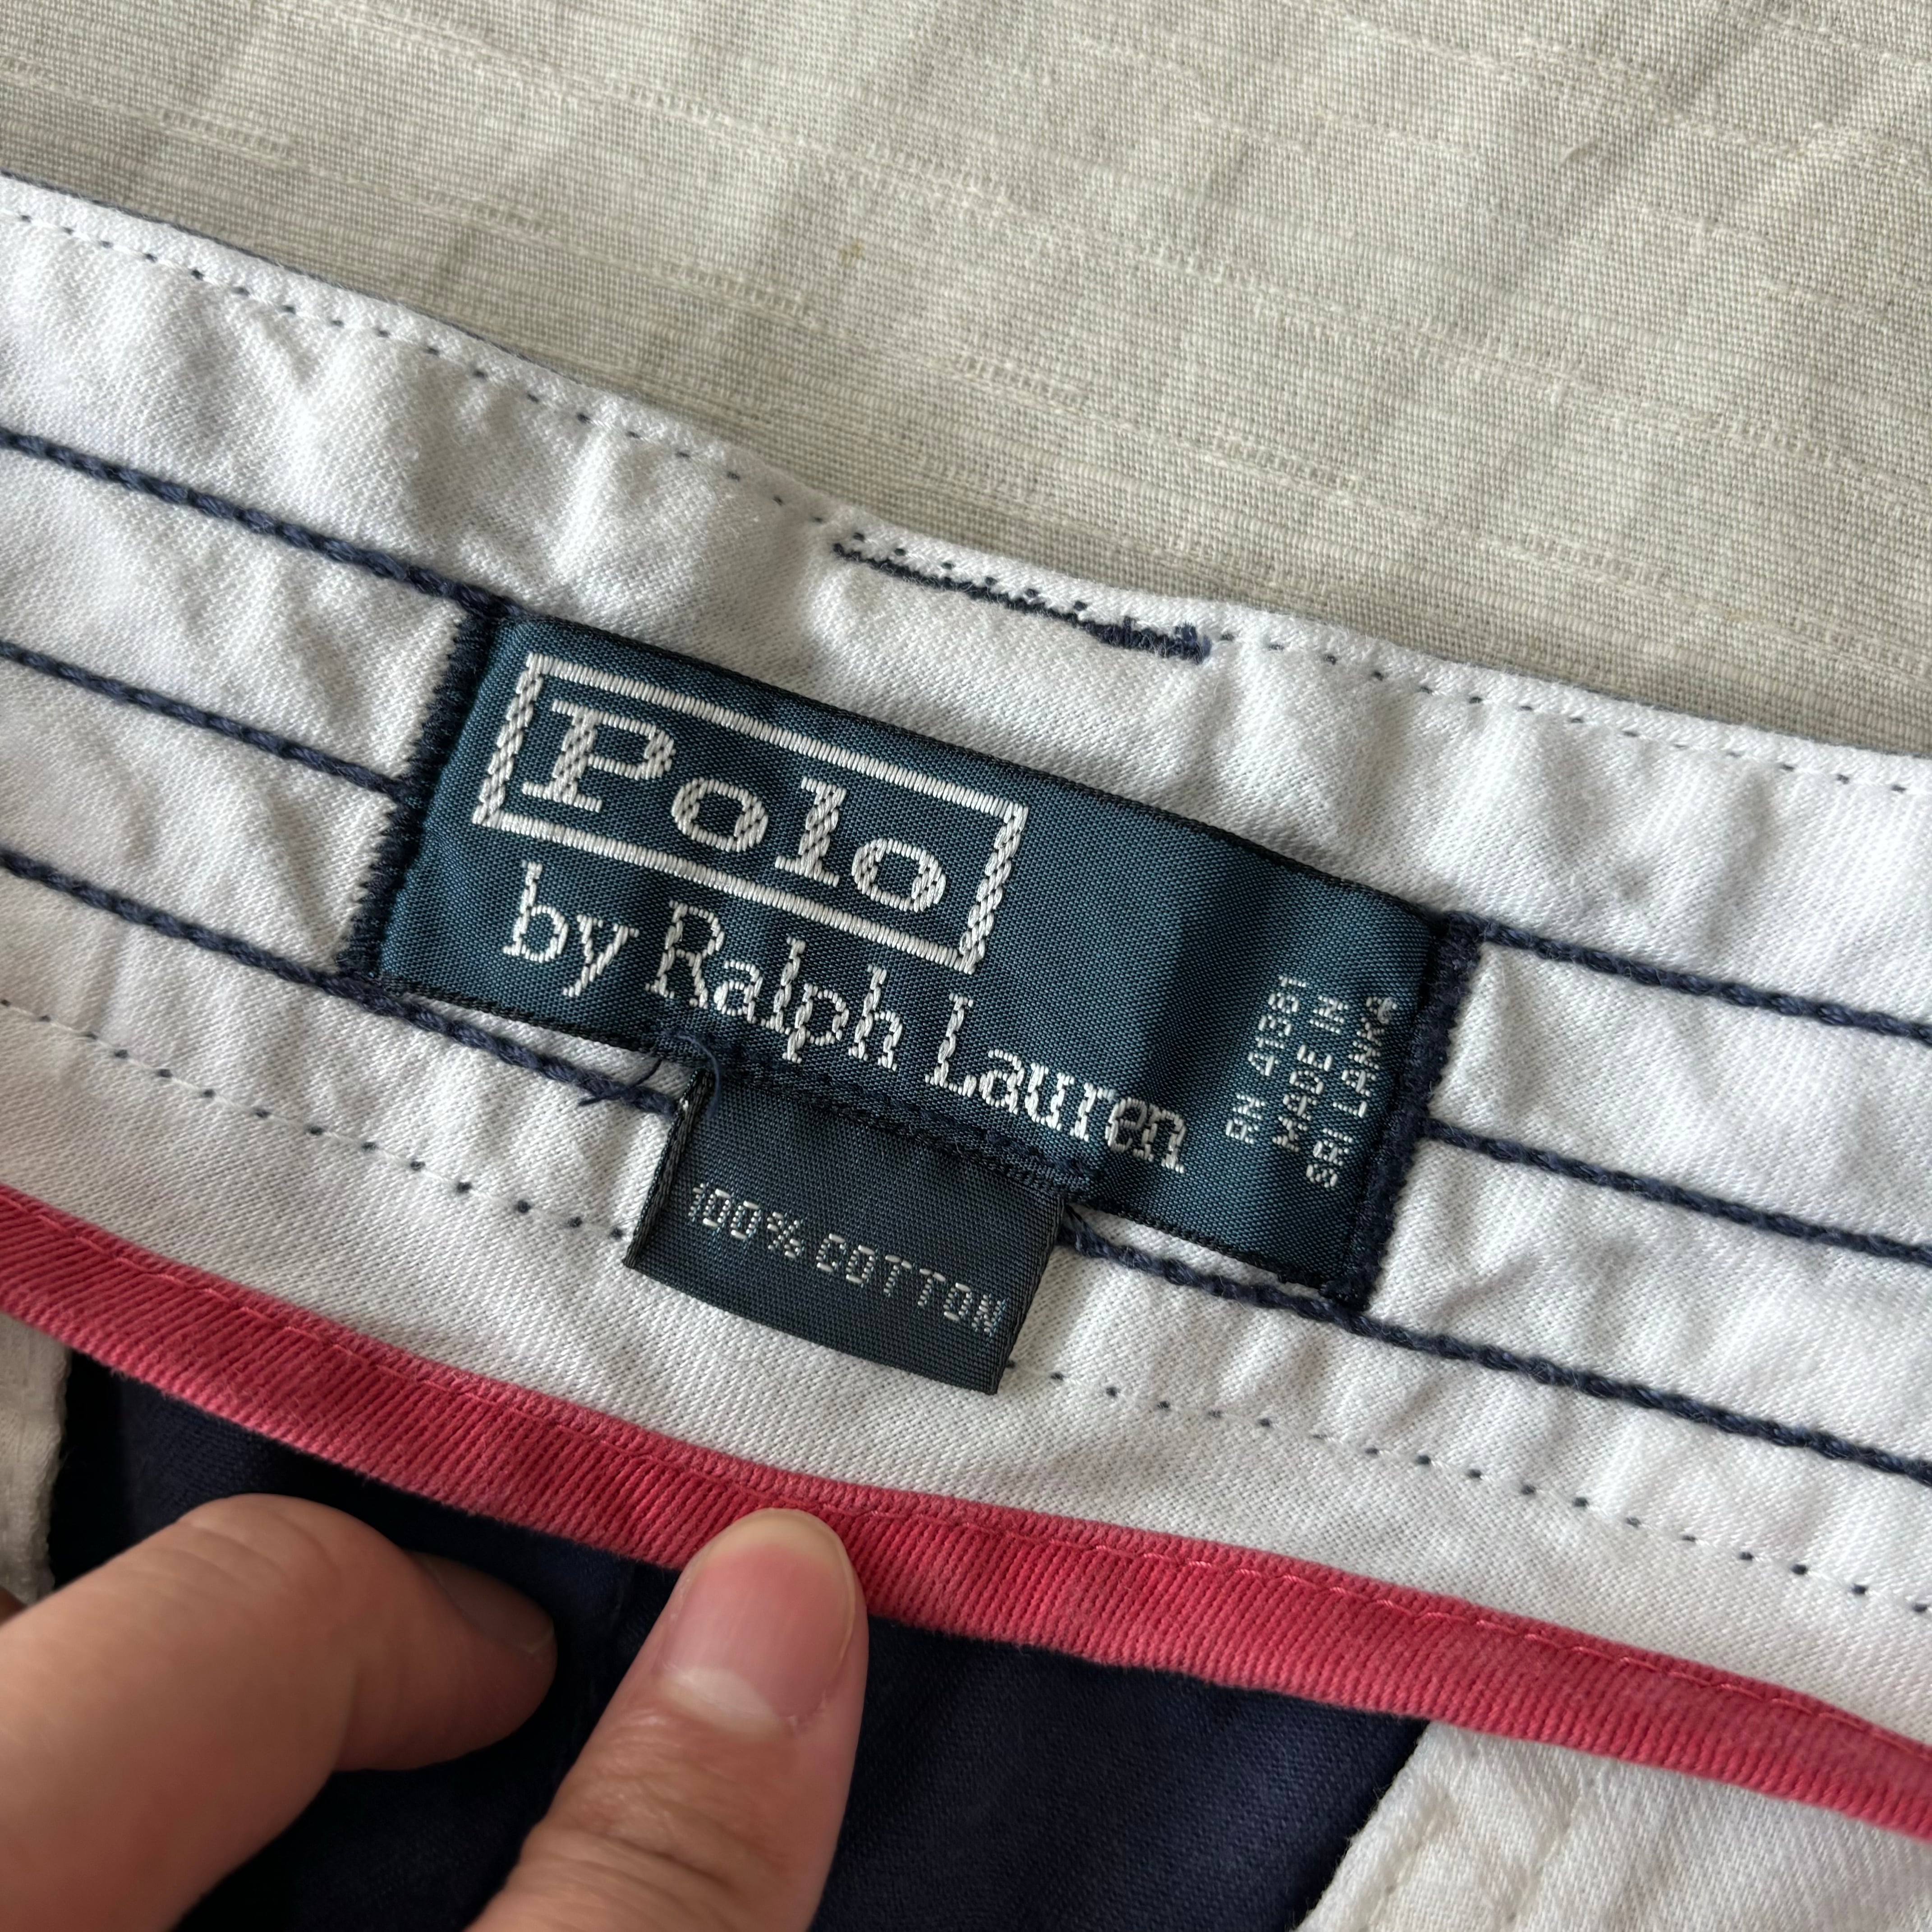 Polo
by Ralph Lauren
RN 41381
MADE IN
SRI LANKA
100% COTTON